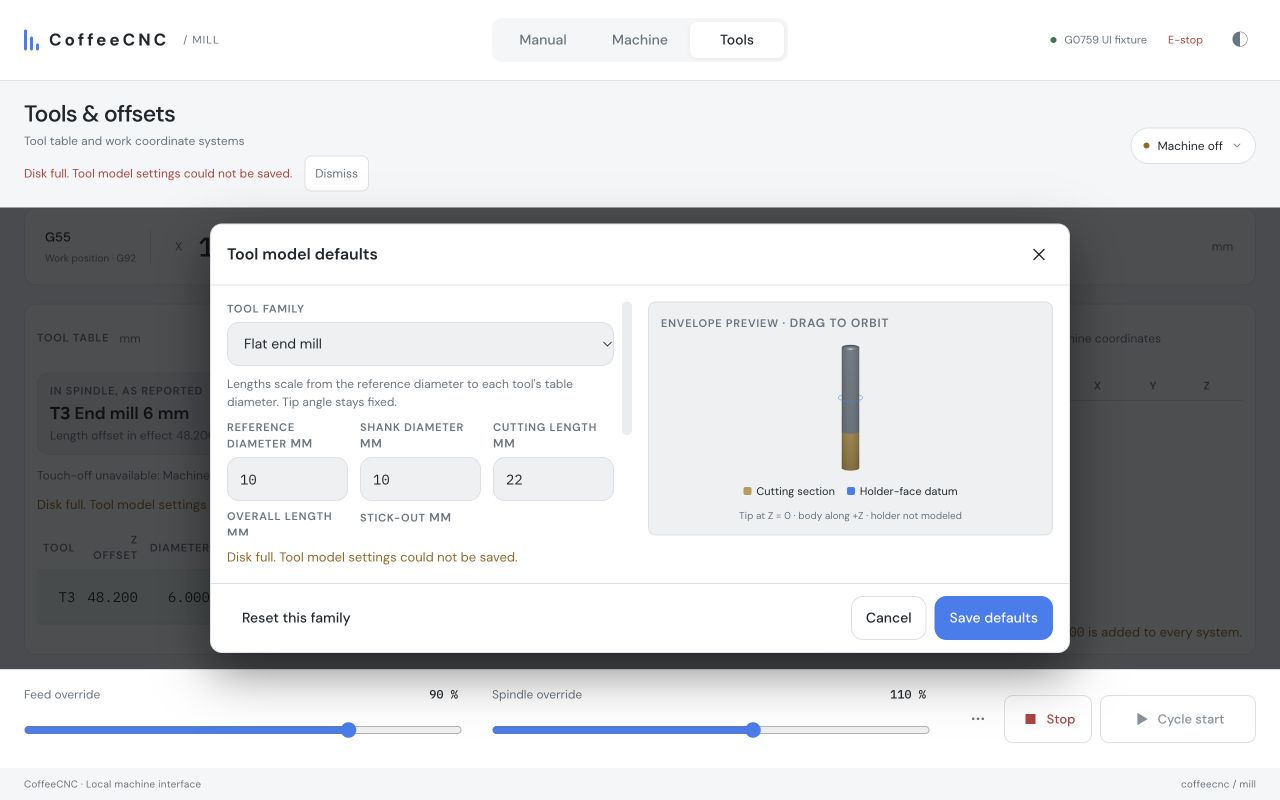 CoffeeCNC / MILL
Manual Machine Tools
G0759 UI fixture E-stop
Tools & offsets
Tool table and work coordinate systems
Disk full. Tool model settings could not be saved. Dismiss
Machine off
G55
Work position · G92
X 1
mm
TOOL TABLE mm
IN SPINDLE, AS REPORTED
T3 End mill 6 mm
Length offset in effect 48.20
Touch-off unavailable: Machine
Disk full. Tool model settings
TOOL Z OFFSET DIAMETER
T3 48.200 6.000
Tool model defaults
TOOL FAMILY
Flat end mill
Lengths scale from the reference diameter to each tool's table
diameter. Tip angle stays fixed.
REFERENCE
DIAMETER MM
SHANK DIAMETER
MM
CUTTING LENGTH
MM
10 10 22
OVERALL LENGTH
MM
STICK-OUT MM
Disk full. Tool model settings could not be saved.
ENVELOPE PREVIEW · DRAG TO ORBIT
Cutting section Holder-face datum
Tip at Z = 0 · body along +Z · holder not modeled
Reset this family Cancel Save defaults
coordinates
X Y Z
is added to every system.
Feed override 90 %
Spindle override 110 %
... Stop Cycle start
CoffeeCNC · Local machine interface
coffeecnc / mill